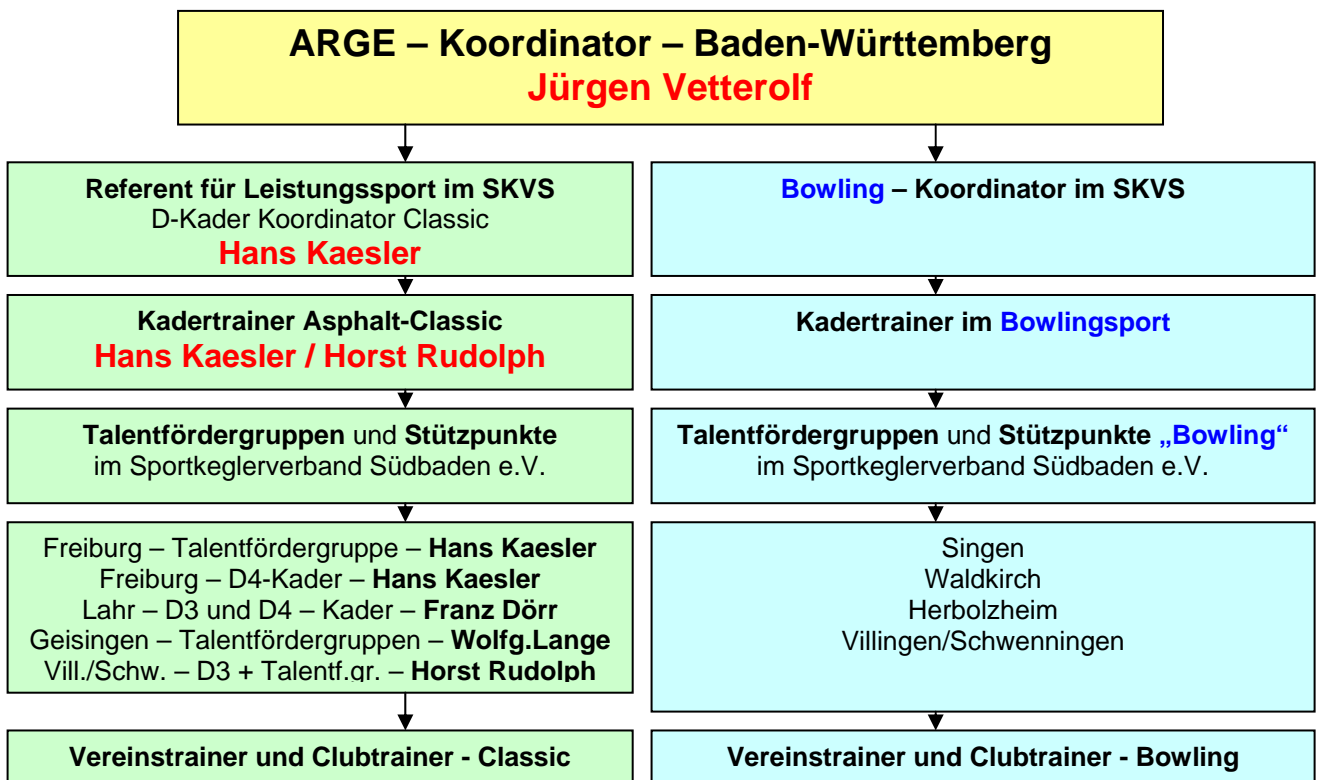 ARGE – Koordinator – Baden-Württemberg
Jürgen Vetterolf
Referent für Leistungssport im SKVS
D-Kader Koordinator Classic
Hans Kaesler
Kadertrainer Asphalt-Classic
Hans Kaesler / Horst Rudolph
Talentfördergruppen und Stützpunkte
im Sportkeglerverband Südbaden e.V.
Freiburg – Talentfördergruppe – Hans Kaesler
Freiburg – D4-Kader – Hans Kaesler
Lahr – D3 und D4 – Kader – Franz Dörr
Geisingen – Talentfördergruppen – Wolfg.Lange
Vill./Schw. – D3 + Talentf.gr. – Horst Rudolph
Vereinstrainer und Clubtrainer - Classic
Bowling – Koordinator im SKVS
Kadertrainer im Bowlingsport
Talentfördergruppen und Stützpunkte „Bowling“
im Sportkeglerverband Südbaden e.V.
Singen
Waldkirch
Herbolzheim
Villingen/Schwenningen
Vereinstrainer und Clubtrainer - Bowling